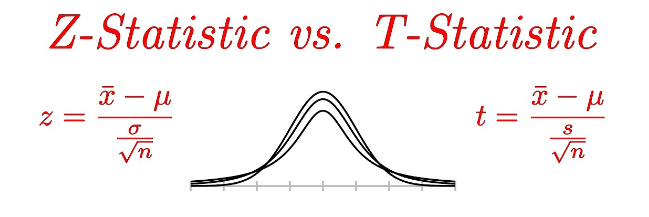 Z-Statistic vs. T-Statistic
z = (x̄ − μ) / (σ / √n)
t = (x̄ − μ) / (s / √n)